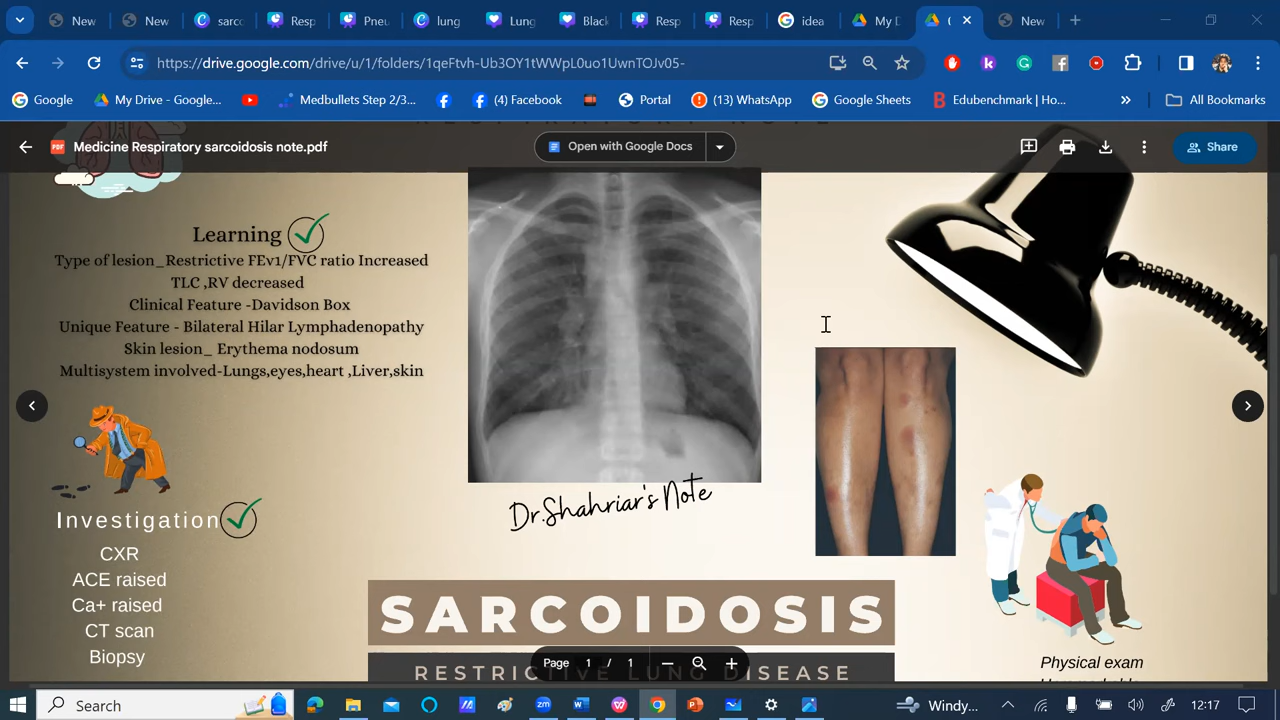 New
New
sarc
Resp
Pneu
lung
Lung
Black
Resp
Resp
idea
My D
New
https://drive.google.com/drive/u/1/folders/1qeFtvh-Ub3OY1tWWpL0uo1UwnTOJv05-
Google
My Drive - Google...
Medbullets Step 2/3...
(4) Facebook
Portal
(13) WhatsApp
Google Sheets
Edubenchmark | Ho...
All Bookmarks
RESPIRATORY NOTE
Medicine Respiratory sarcoidosis note.pdf
Open with Google Docs
Share
Learning
Type of lesion_Restrictive FEv1/FVC ratio Increased
TLC ,RV decreased
Clinical Feature -Davidson Box
Unique Feature - Bilateral Hilar Lymphadenopathy
Skin lesion_ Erythema nodosum
Multisystem involved-Lungs,eyes,heart ,Liver,skin
Dr.Shahriar's Note
Investigation
CXR
ACE raised
Ca+ raised
CT scan
Biopsy
SARCOIDOSIS
RESTRICTIVE LUNG DISEASE
Page 1 / 1
Physical exam
Search
Windy...
12:17